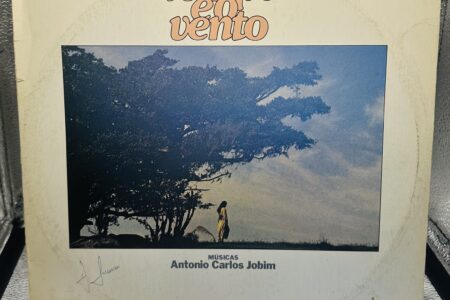 e o
vento
MÚSICAS
Antonio Carlos Jobim